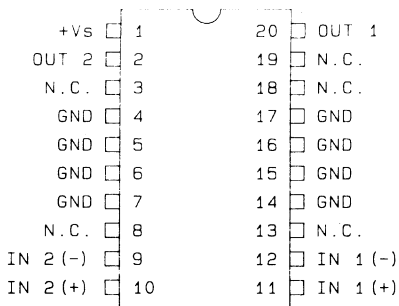 +Vs 1 20 OUT 1
OUT 2 2 19 N.C.
N.C. 3 18 N.C.
GND 4 17 GND
GND 5 16 GND
GND 6 15 GND
GND 7 14 GND
N.C. 8 13 N.C.
IN 2(-) 9 12 IN 1(-)
IN 2(+) 10 11 IN 1(+)